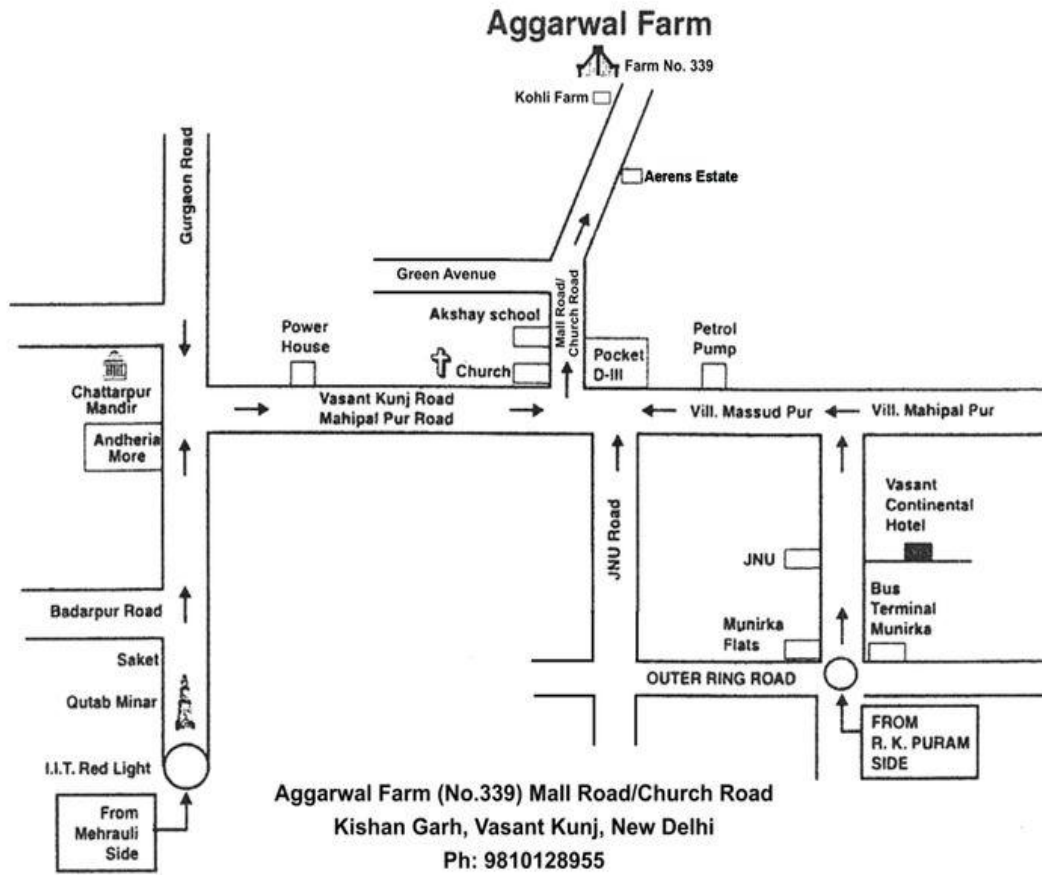 Aggarwal Farm
Farm No. 339
Kohli Farm
Aerens Estate
Gurgaon Road
Green Avenue
Mall Road/
Church Road
Akshay school
Church
Power
House
Pocket
D-III
Petrol
Pump
Chattarpur
Mandir
Andheria
More
Vasant Kunj Road
Mahipal Pur Road
Vill. Massud Pur
Vill. Mahipal Pur
Vasant
Continental
Hotel
JNU Road
JNU
Bus
Terminal
Munirka
Munirka
Flats
Badarpur Road
Saket
Qutab Minar
OUTER RING ROAD
I.I.T. Red Light
FROM
R. K. PURAM
SIDE
From
Mehrauli
Side
Aggarwal Farm (No.339) Mall Road/Church Road
Kishan Garh, Vasant Kunj, New Delhi
Ph: 9810128955